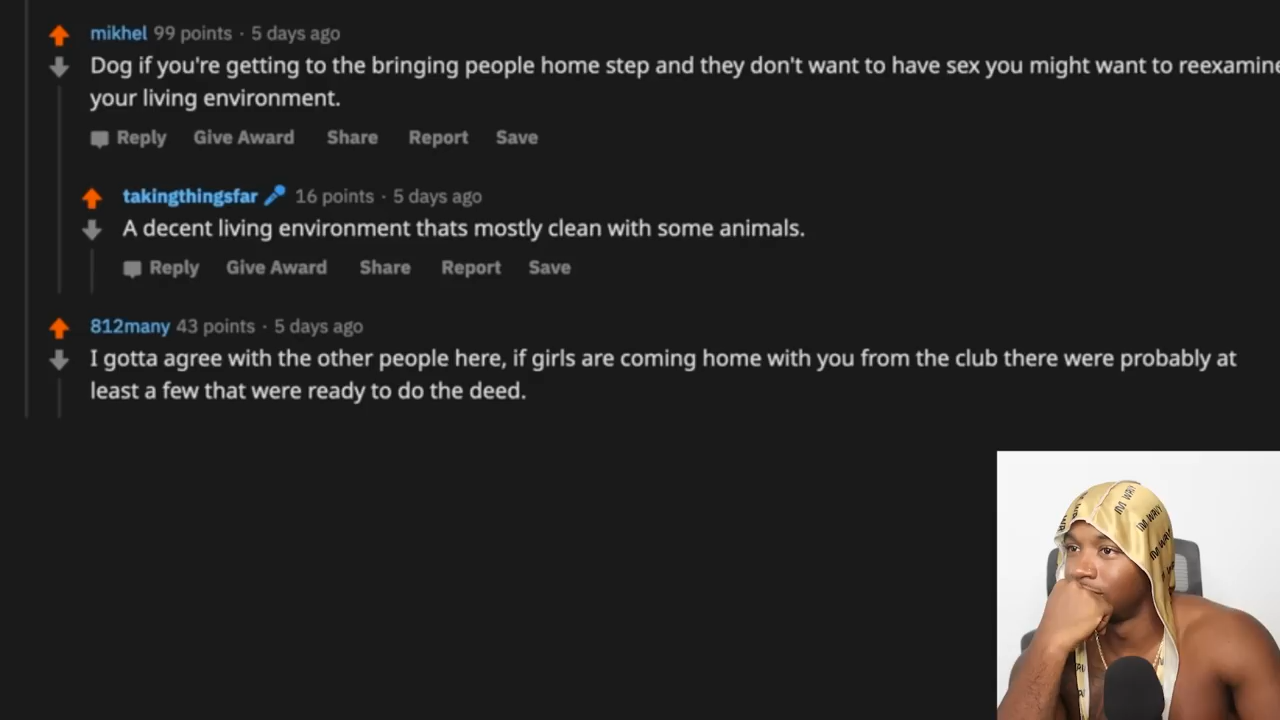 mikhel 99 points · 5 days ago
Dog if you're getting to the bringing people home step and they don't want to have sex you might want to reexamine
your living environment.
Reply Give Award Share Report Save
takingthingsfar 16 points · 5 days ago
A decent living environment thats mostly clean with some animals.
Reply Give Award Share Report Save
812many 43 points · 5 days ago
I gotta agree with the other people here, if girls are coming home with you from the club there were probably at
least a few that were ready to do the deed.